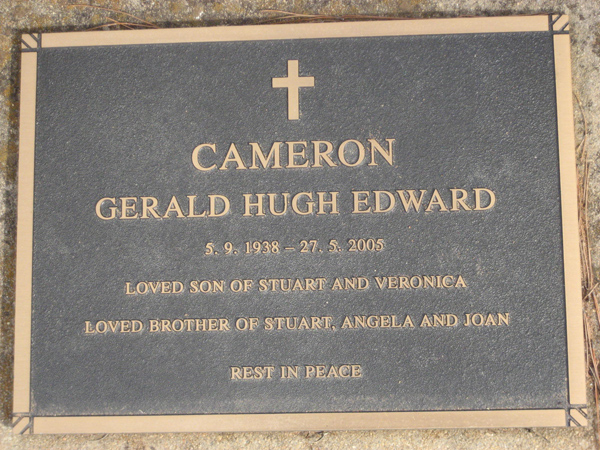 CAMERON
GERALD HUGH EDWARD
5. 9. 1938 – 27. 5. 2005
LOVED SON OF STUART AND VERONICA
LOVED BROTHER OF STUART, ANGELA AND JOAN
REST IN PEACE